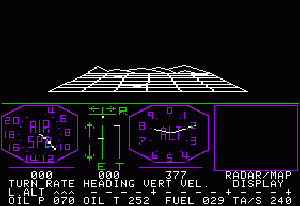 R
AIR
ALT
E T
000 000 377 RADAR/MAP
TURN RATE HEADING VERT VEL. DISPLAY
L.ALT
OIL P 070 OIL T 252 FUEL 029 TA/S 240